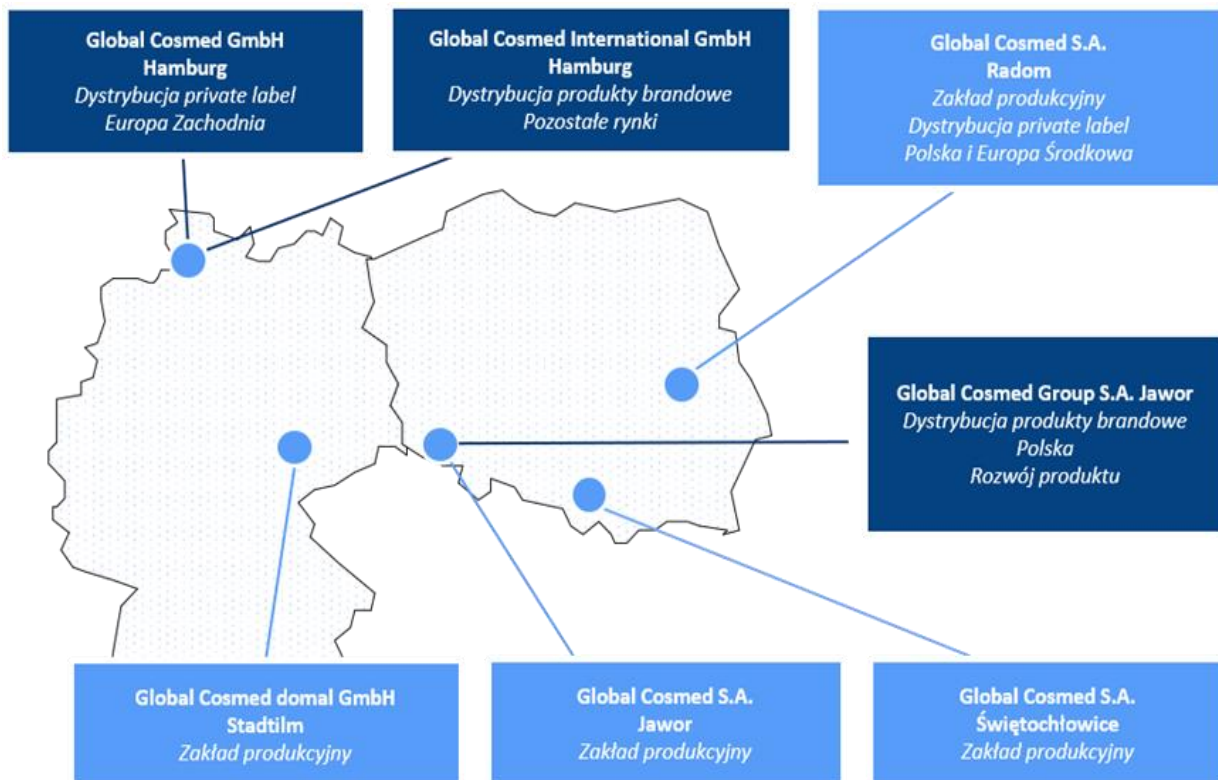 Global Cosmed GmbH
Hamburg
Dystrybucja private label
Europa Zachodnia
Global Cosmed International GmbH
Hamburg
Dystrybucja produkty brandowe
Pozostałe rynki
Global Cosmed S.A.
Radom
Zakład produkcyjny
Dystrybucja private label
Polska i Europa Środkowa
Global Cosmed Group S.A. Jawor
Dystrybucja produkty brandowe
Polska
Rozwój produktu
Global Cosmed domal GmbH
Stadtilm
Zakład produkcyjny
Global Cosmed S.A.
Jawor
Zakład produkcyjny
Global Cosmed S.A.
Świętochłowice
Zakład produkcyjny